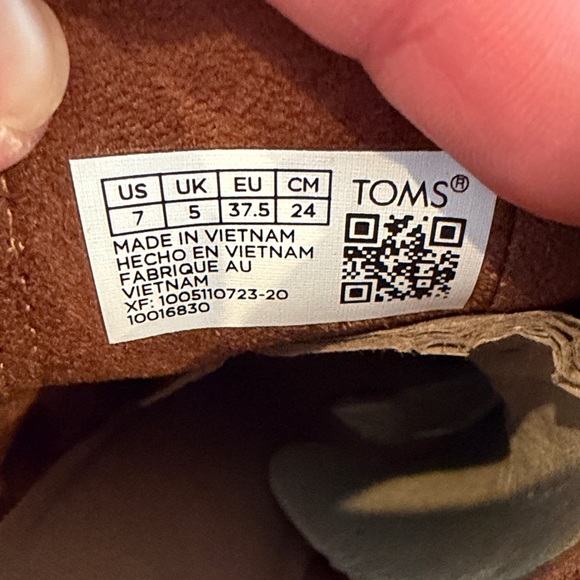 US UK EU CM
7 5 37.5 24
TOMS®
MADE IN VIETNAM
HECHO EN VIETNAM
FABRIQUE AU
VIETNAM
XF: 1005110723-20
10016830